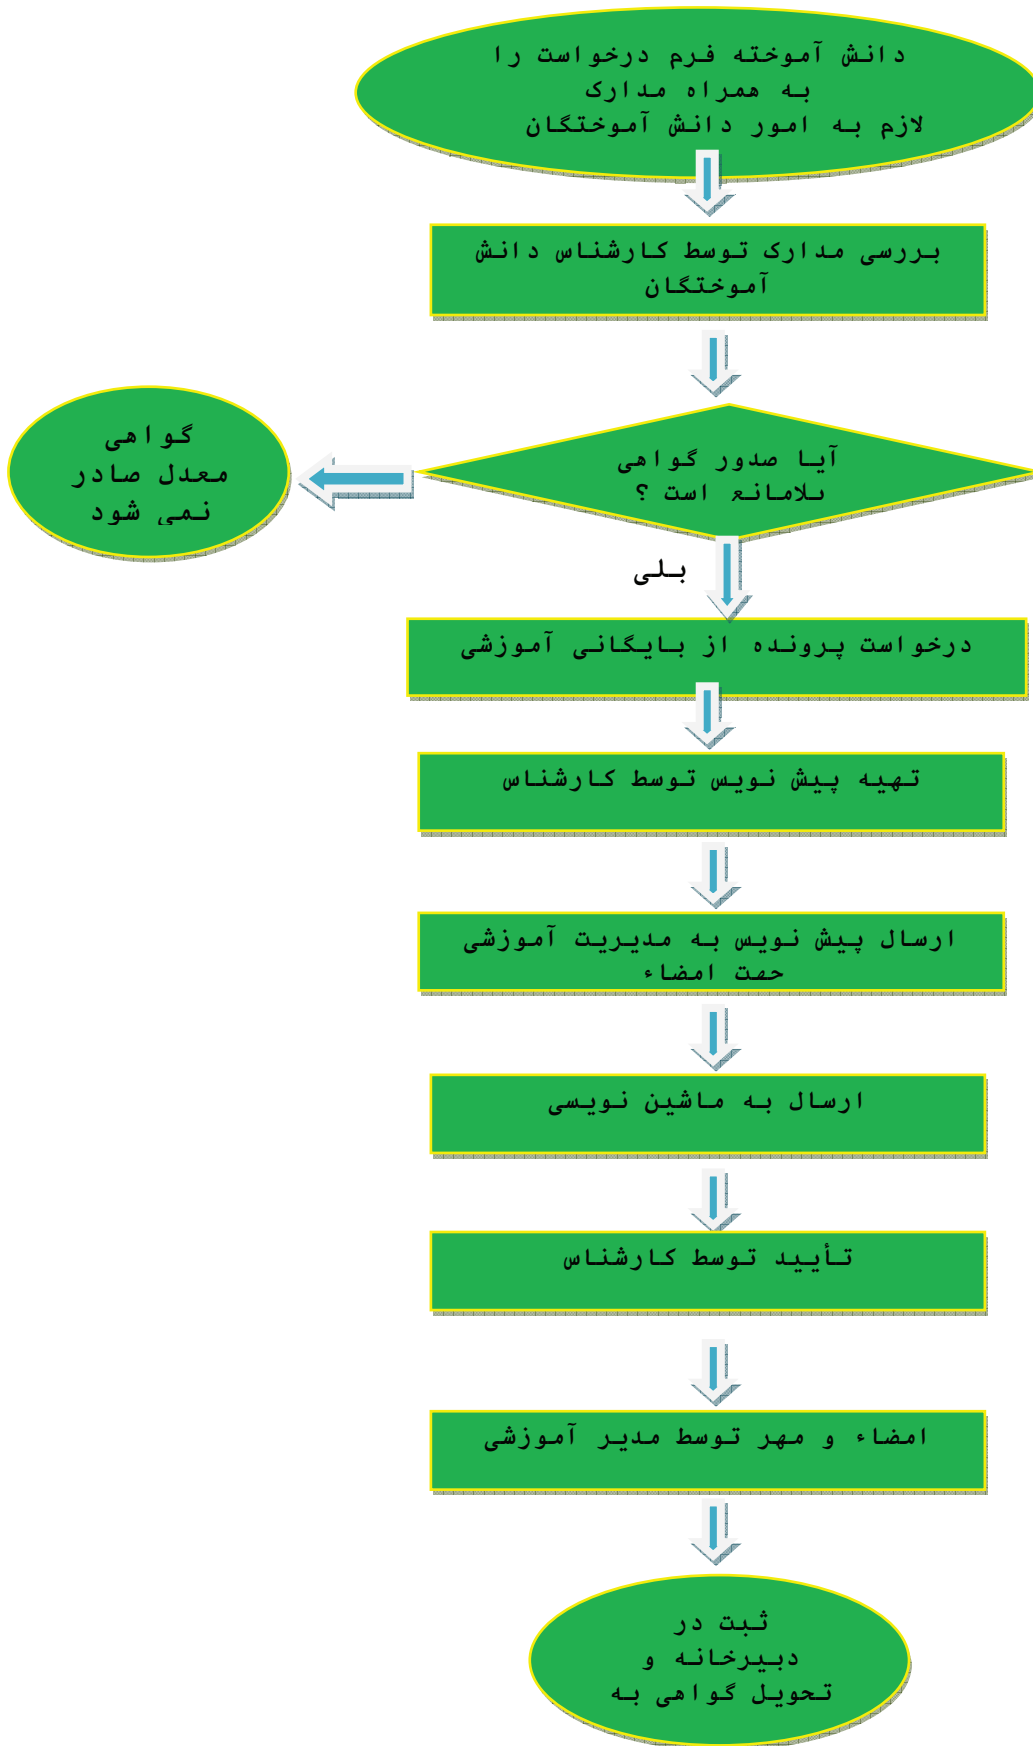 دانش آموخته فرم درخواست را
به همراه مدارک
لازم به امور دانش آموختگان
بررسی مدارک توسط کارشناس دانش
آموختگان
آیا صدور گواهی
بلامانع است ؟
گواهی
معدل صادر
نمی شود
بلی
درخواست پرونده از بایگانی آموزشی
تهیه پیش نویس توسط کارشناس
ارسال پیش نویس به مدیریت آموزشی
جهت امضاء
ارسال به ماشین نویسی
تأیید توسط کارشناس
امضاء و مهر توسط مدیر آموزشی
ثبت در
دبیرخانه و
تحویل گواهی به